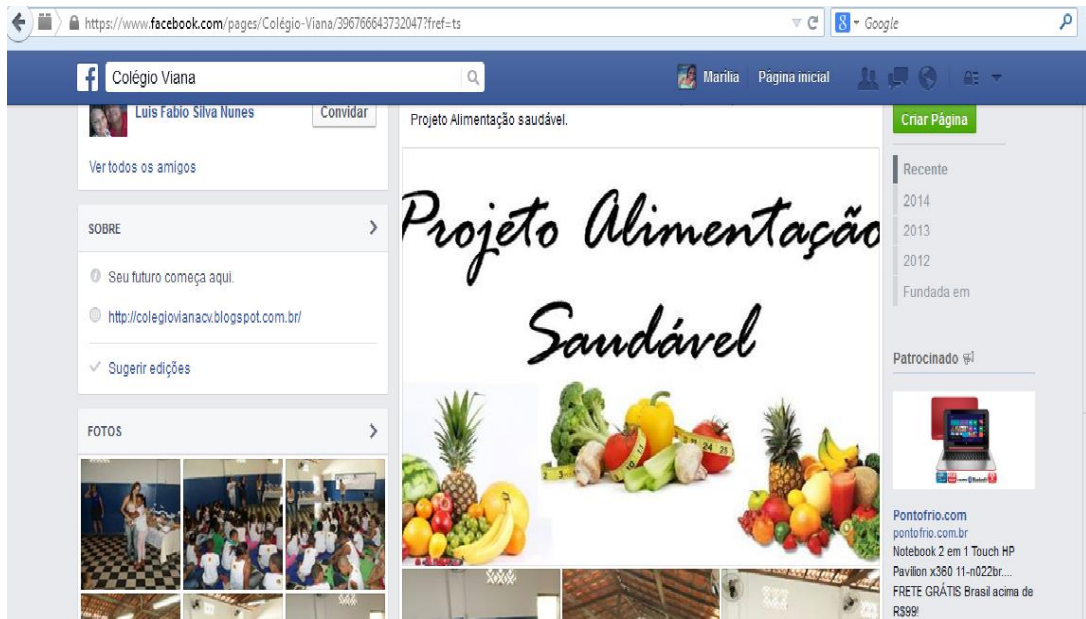 https://www.facebook.com/pages/Colégio-Viana/396766643732047?fref=ts
Google
Colégio Viana
Marilia
Página inicial
Luis Fabio Silva Nunes
Convidar
Ver todos os amigos
SOBRE
Seu futuro começa aqui.
http://colegiovianacv.blogspot.com.br/
Sugerir edições
FOTOS
Projeto Alimentação saudável.
Projeto Alimentação
Saudável
Criar Página
Recente
2014
2013
2012
Fundada em
Patrocinado
Pontofrio.com
pontofrio.com.br
Notebook 2 em 1 Touch HP
Pavilion x360 11-n022br....
FRETE GRÁTIS Brasil acima de
R$99!